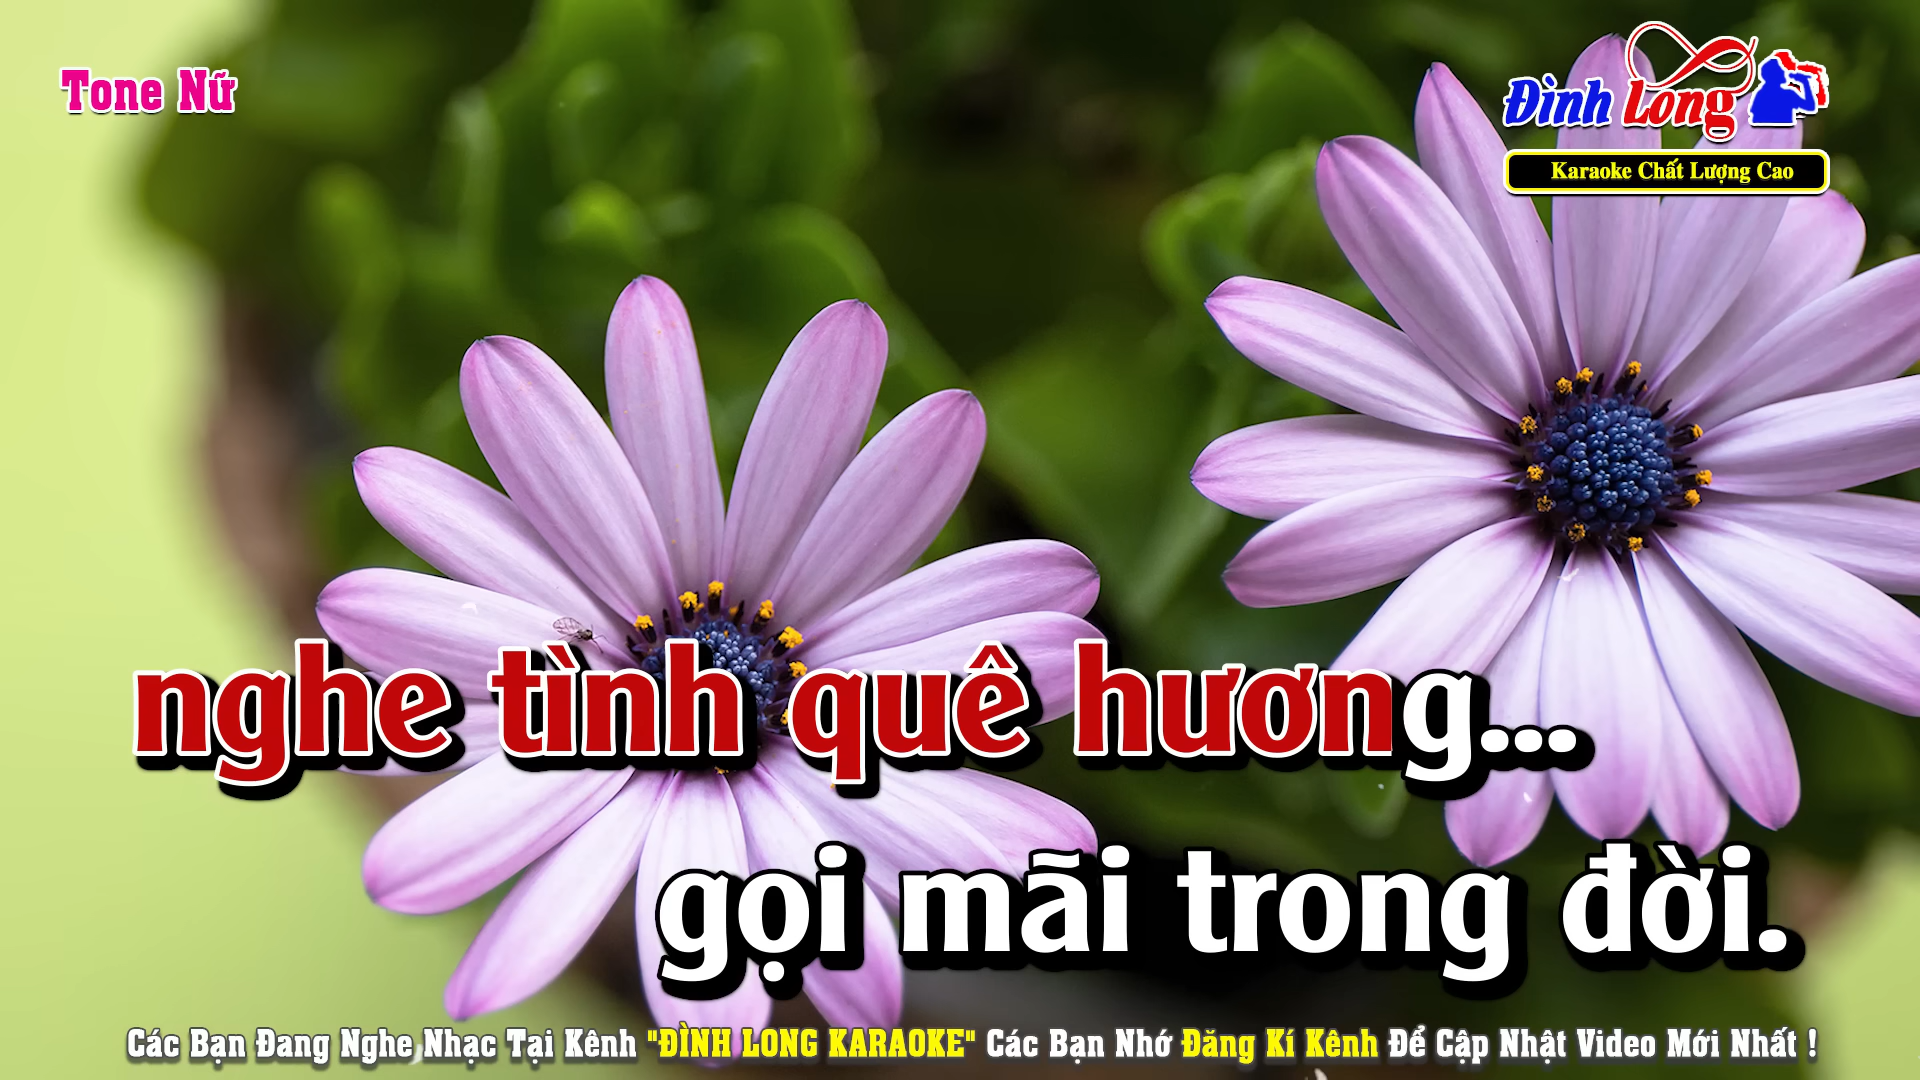 Tone Nữ
Đình Long
Karaoke Chất Lượng Cao
nghe tình quê hương...
gọi mãi trong đời.
Các Bạn Đang Nghe Nhạc Tại Kênh "ĐÌNH LONG KARAOKE" Các Bạn Nhớ Đăng Kí Kênh Để Cập Nhật Video Mới Nhất !